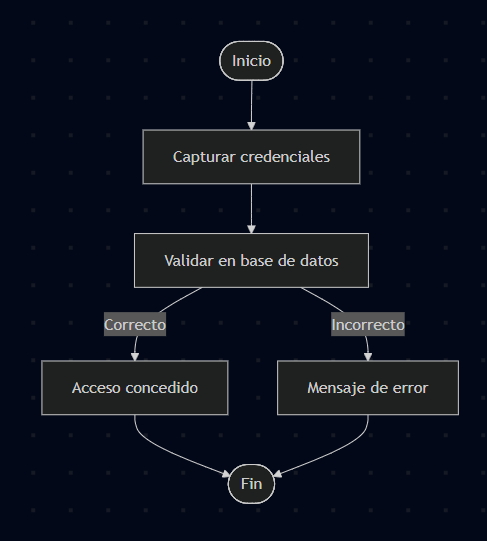 Inicio
Capturar credenciales
Validar en base de datos
Correcto
Incorrecto
Acceso concedido
Mensaje de error
Fin